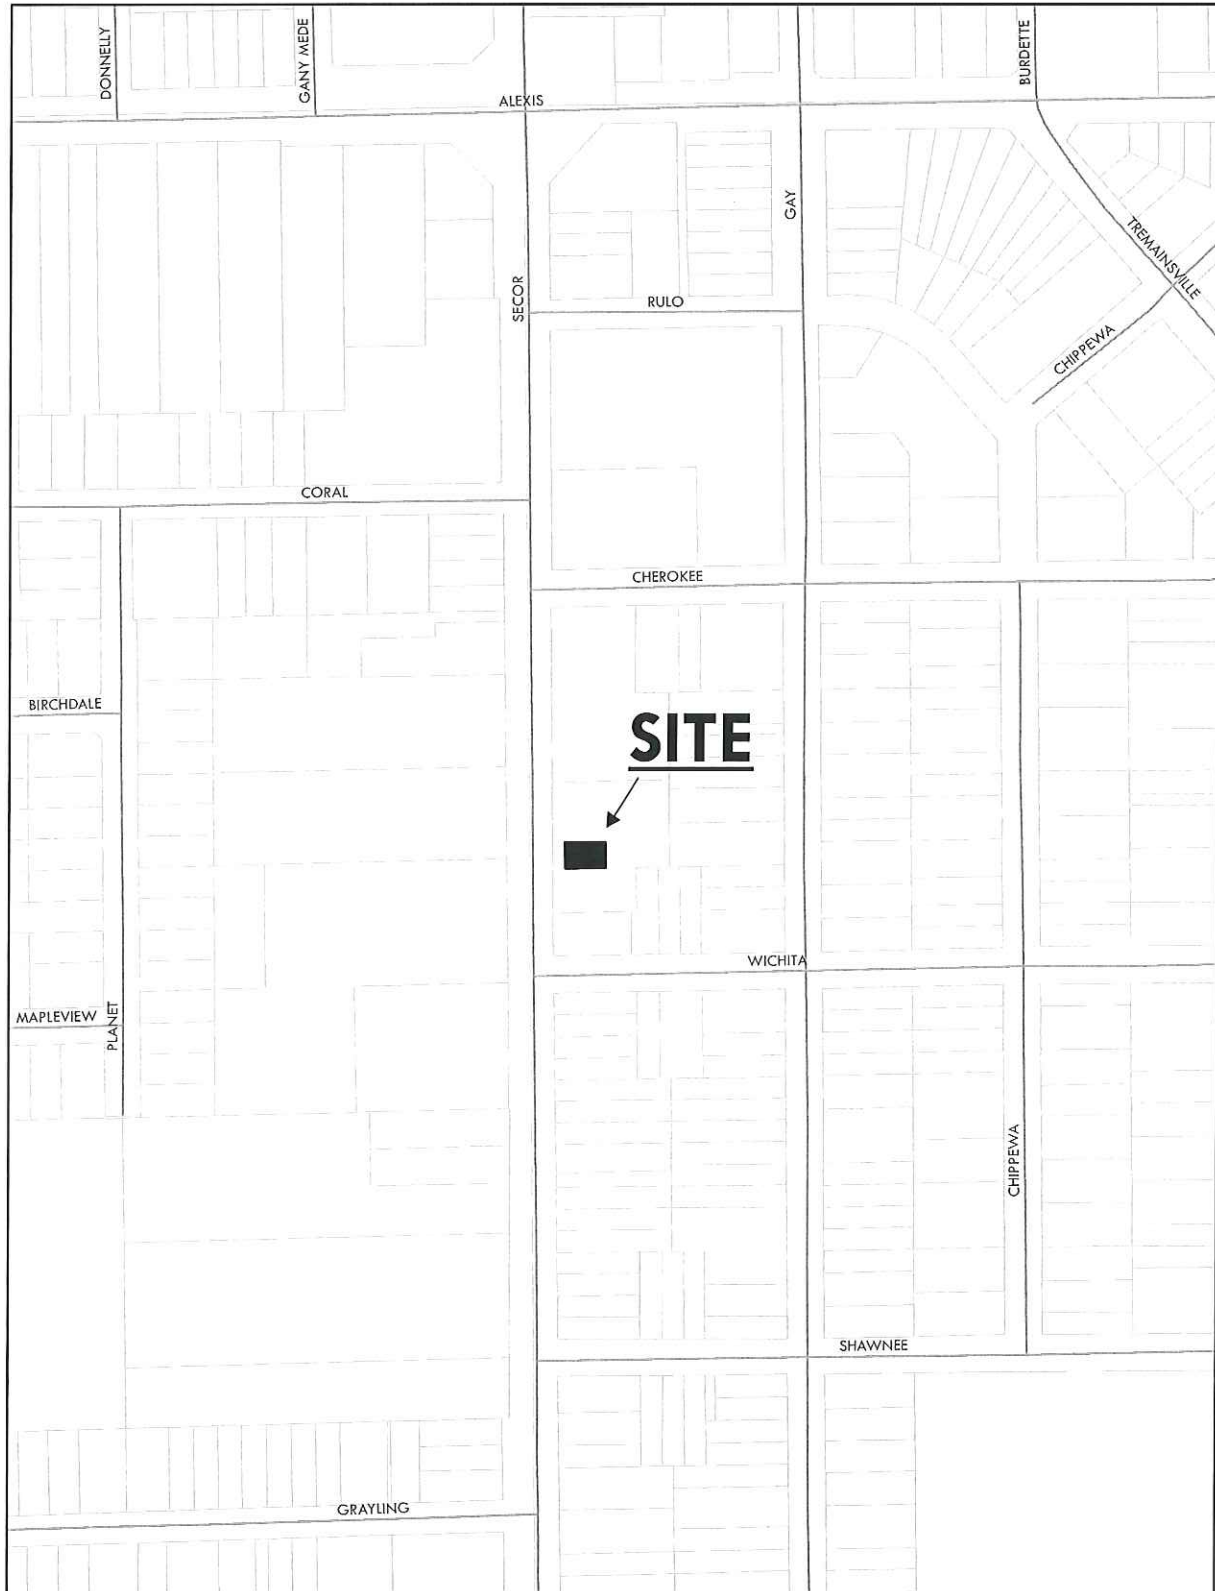 DONNELLY
GANY MEDE
BURDETTE
ALEXIS
GAY
TREMAINSVILLE
SECOR
RULO
CHIPPEWA
CORAL
CHEROKEE
BIRCHDALE
SITE
WICHITA
MAPLEVIEW
PLANET
CHIPPEWA
SHAWNEE
GRAYLING